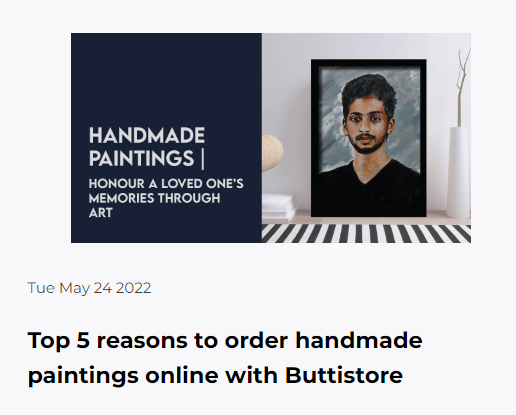 HANDMADE
PAINTINGS |
HONOUR A LOVED ONE'S
MEMORIES THROUGH
ART
Tue May 24 2022
Top 5 reasons to order handmade
paintings online with Buttistore